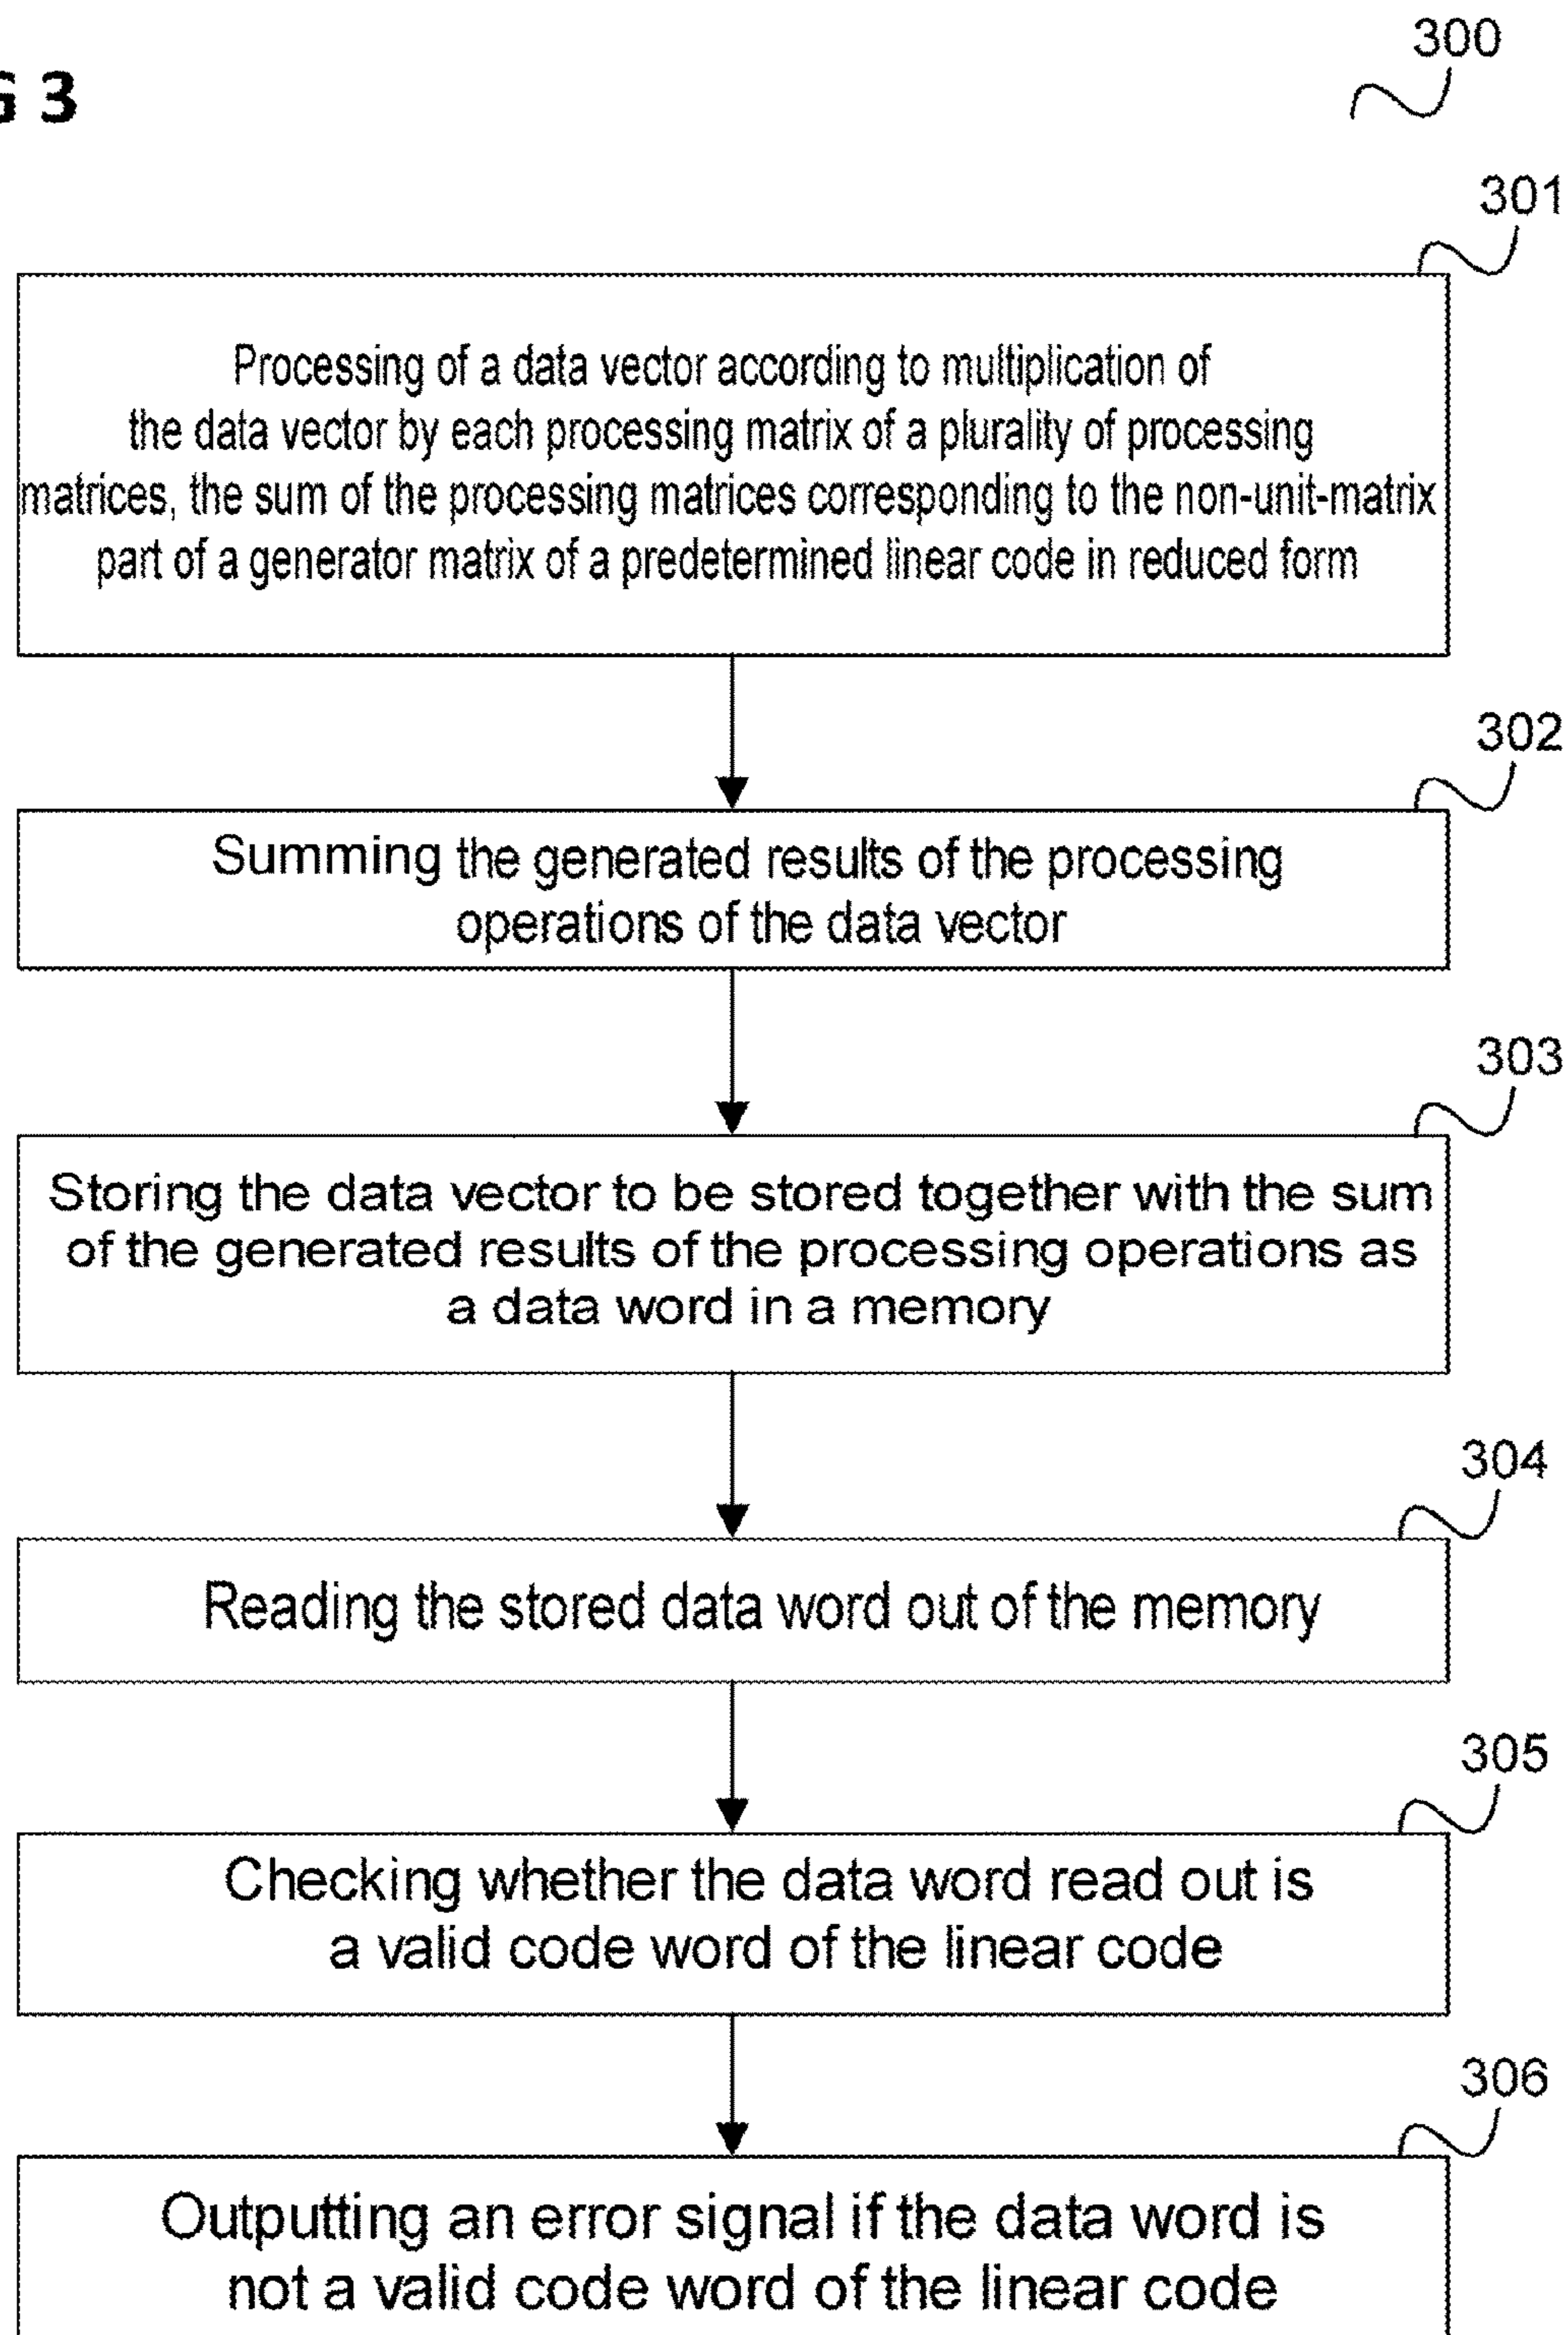 G 3
300
301
Processing of a data vector according to multiplication of
the data vector by each processing matrix of a plurality of processing
matrices, the sum of the processing matrices corresponding to the non-unit-matrix
part of a generator matrix of a predetermined linear code in reduced form
302
Summing the generated results of the processing
operations of the data vector
303
Storing the data vector to be stored together with the sum
of the generated results of the processing operations as
a data word in a memory
304
Reading the stored data word out of the memory
305
Checking whether the data word read out is
a valid code word of the linear code
306
Outputting an error signal if the data word is
not a valid code word of the linear code